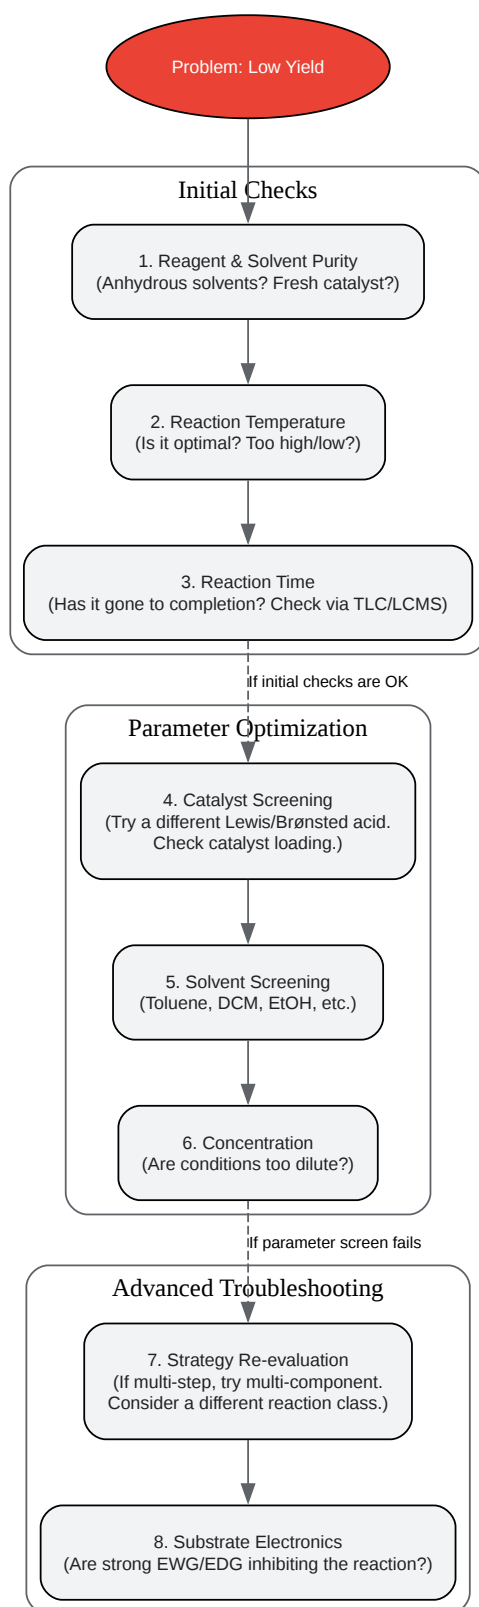 Problem: Low Yield
Initial Checks
1. Reagent & Solvent Purity
(Anhydrous solvents? Fresh catalyst?)
2. Reaction Temperature
(Is it optimal? Too high/low?)
3. Reaction Time
(Has it gone to completion? Check via TLC/LCMS)
If initial checks are OK
Parameter Optimization
4. Catalyst Screening
(Try a different Lewis/Brønsted acid.
Check catalyst loading.)
5. Solvent Screening
(Toluene, DCM, EtOH, etc.)
6. Concentration
(Are conditions too dilute?)
If parameter screen fails
Advanced Troubleshooting
7. Strategy Re-evaluation
(If multi-step, try multi-component.
Consider a different reaction class.)
8. Substrate Electronics
(Are strong EWG/EDG inhibiting the reaction?)